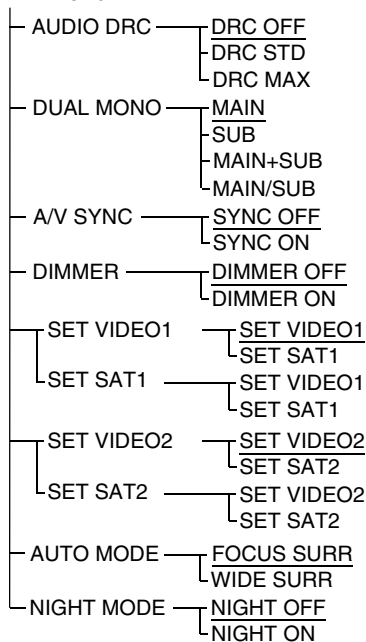 AUDIO DRC DRC OFF
DRC STD
DRC MAX
DUAL MONO MAIN
SUB
MAIN+SUB
MAIN/SUB
A/V SYNC SYNC OFF
SYNC ON
DIMMER DIMMER OFF
DIMMER ON
SET VIDEO1 SET VIDEO1
SET SAT1
SET SAT1 SET VIDEO1
SET SAT1
SET VIDEO2 SET VIDEO2
SET SAT2
SET SAT2 SET VIDEO2
SET SAT2
AUTO MODE FOCUS SURR
WIDE SURR
NIGHT MODE NIGHT OFF
NIGHT ON